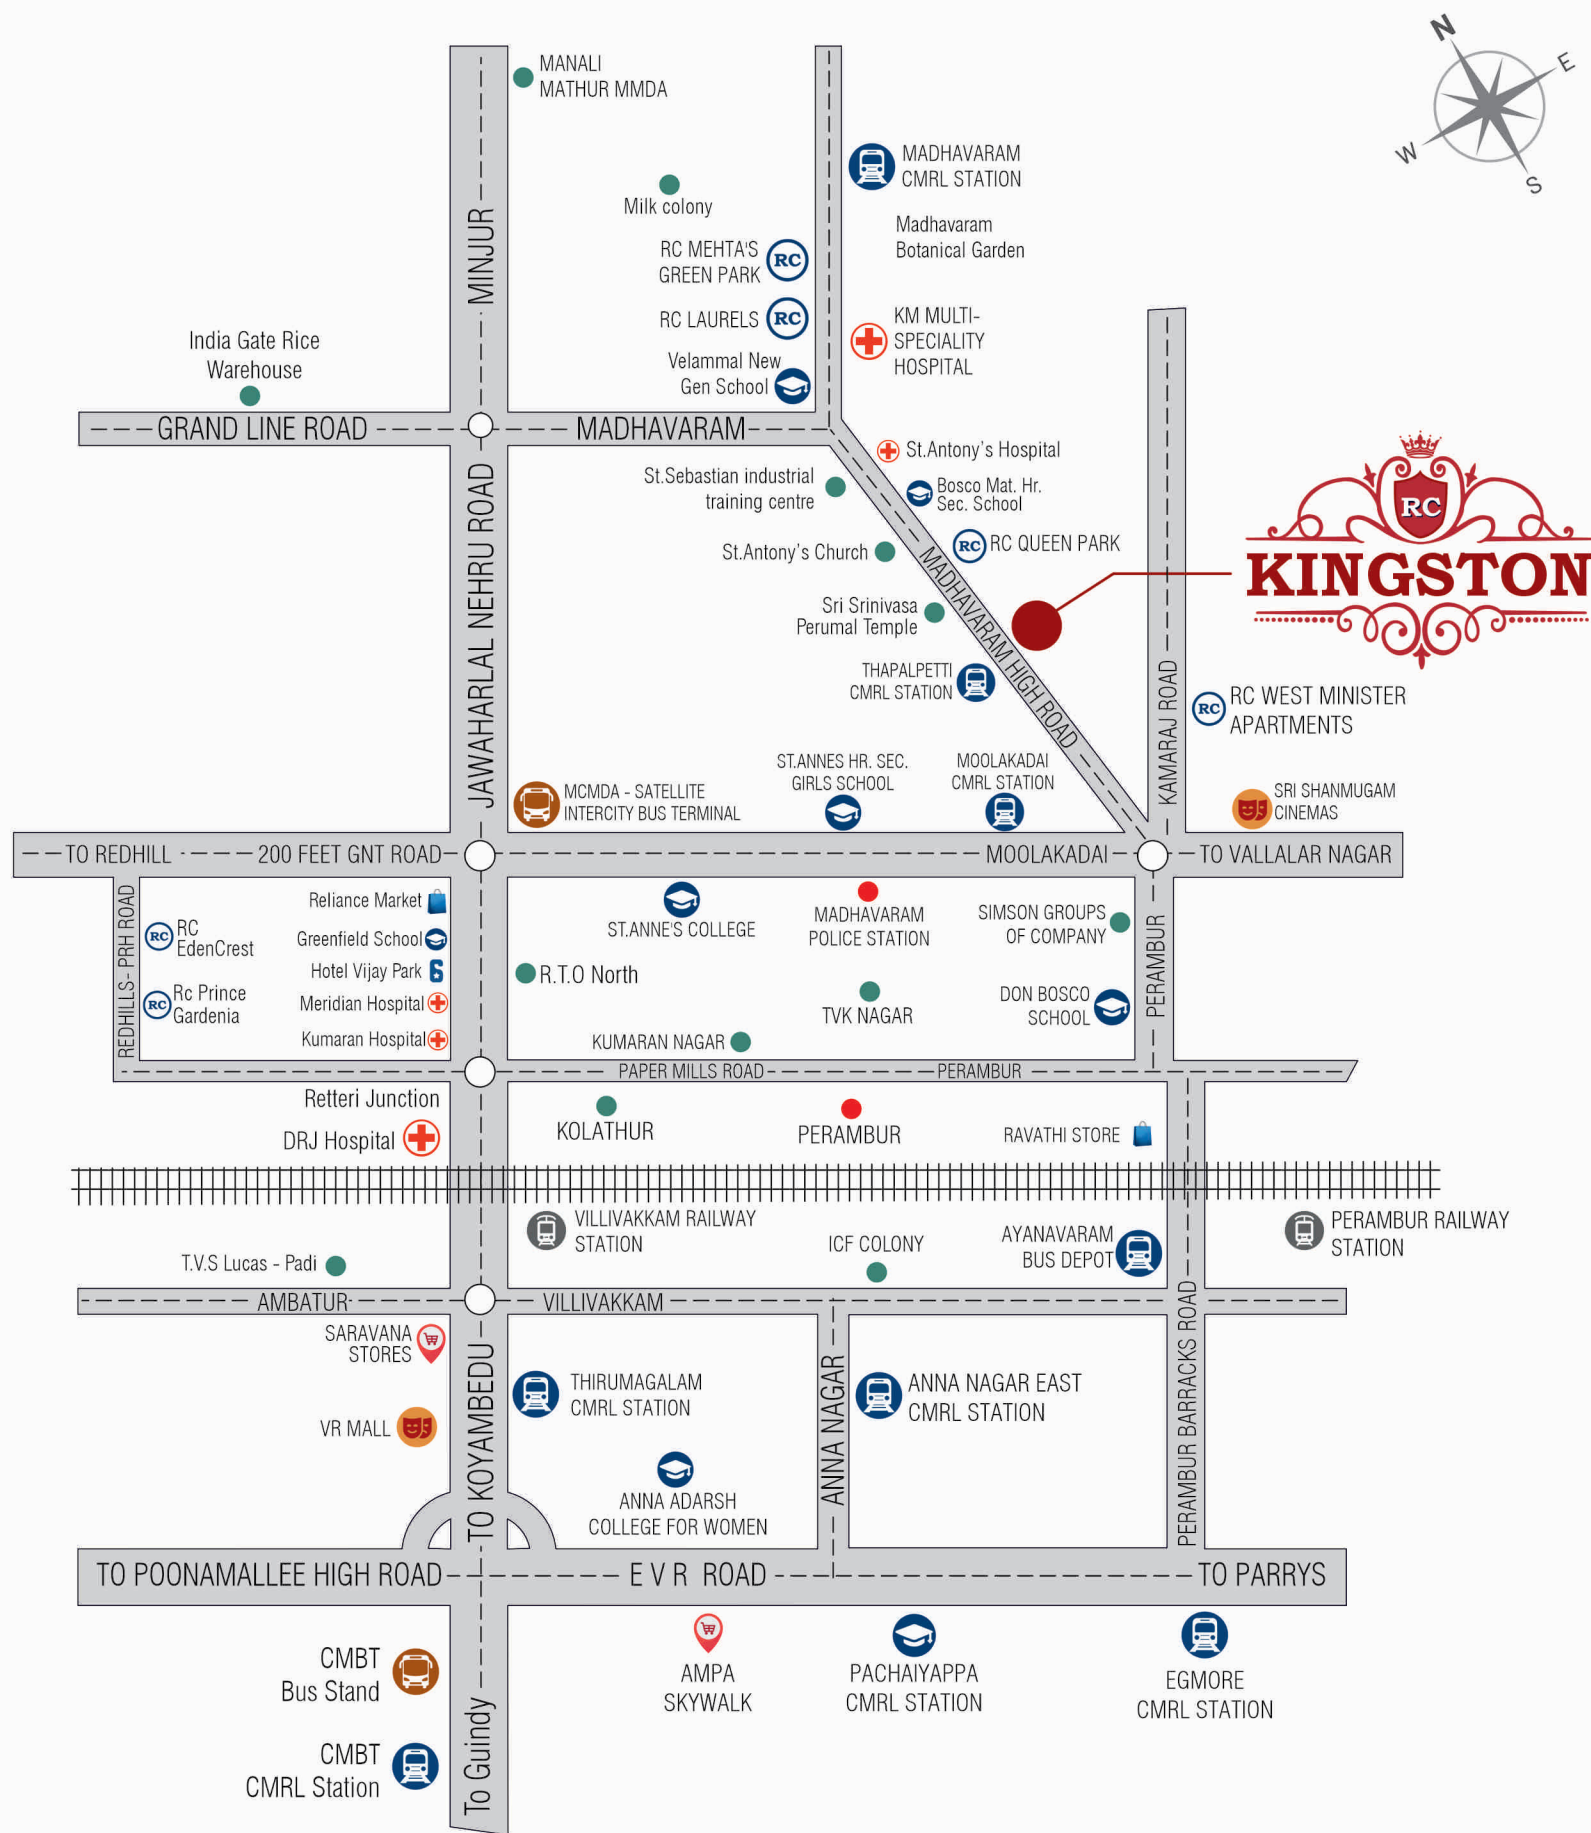 N
E
W
S
MANALI
MATHUR MMDA
MADHAVARAM
CMRL STATION
Milk colony
Madhavaram
Botanical Garden
MINJUR
RC MEHTA'S
GREEN PARK
RC
RC LAURELS
RC
KM MULTI-
SPECIALITY
HOSPITAL
India Gate Rice
Warehouse
Velammal New
Gen School
GRAND LINE ROAD
MADHAVARAM
St.Antony's Hospital
St.Sebastian industrial
training centre
Bosco Mat. Hr.
Sec. School
RC
KINGSTON
St.Antony's Church
RC
RC QUEEN PARK
JAWAHARLAL NEHRU ROAD
MADHAVARAM HIGH ROAD
Sri Srinivasa
Perumal Temple
THAPALPETTI
CMRL STATION
KAMARAJ ROAD
RC
RC WEST MINISTER
APARTMENTS
MCMDA - SATELLITE
INTERCITY BUS TERMINAL
ST.ANNES HR. SEC.
GIRLS SCHOOL
MOOLAKADAI
CMRL STATION
SRI SHANMUGAM
CINEMAS
TO REDHILL
200 FEET GNT ROAD
MOOLAKADAI
TO VALLALAR NAGAR
REDHILLS- PRH ROAD
RC
RC
EdenCrest
RC
Rc Prince
Gardenia
Reliance Market
Greenfield School
Hotel Vijay Park
Meridian Hospital
Kumaran Hospital
ST.ANNE'S COLLEGE
MADHAVARAM
POLICE STATION
SIMSON GROUPS
OF COMPANY
PERAMBUR
R.T.O North
TVK NAGAR
DON BOSCO
SCHOOL
KUMARAN NAGAR
PAPER MILLS ROAD
PERAMBUR
Retteri Junction
DRJ Hospital
KOLATHUR
PERAMBUR
RAVATHI STORE
VILLIVAKKAM RAILWAY
STATION
ICF COLONY
AYANAVARAM
BUS DEPOT
PERAMBUR RAILWAY
STATION
T.V.S Lucas - Padi
AMBATUR
VILLIVAKKAM
SARAVANA
STORES
VR MALL
TO KOYAMBEDU
THIRUMAGALAM
CMRL STATION
ANNA NAGAR
ANNA NAGAR EAST
CMRL STATION
PERAMBUR BARRACKS ROAD
ANNA ADARSH
COLLEGE FOR WOMEN
TO POONAMALLEE HIGH ROAD
E V R ROAD
TO PARRYS
CMBT
Bus Stand
AMPA
SKYWALK
PACHAIYAPPA
CMRL STATION
EGMORE
CMRL STATION
CMBT
CMRL Station
To Guindy